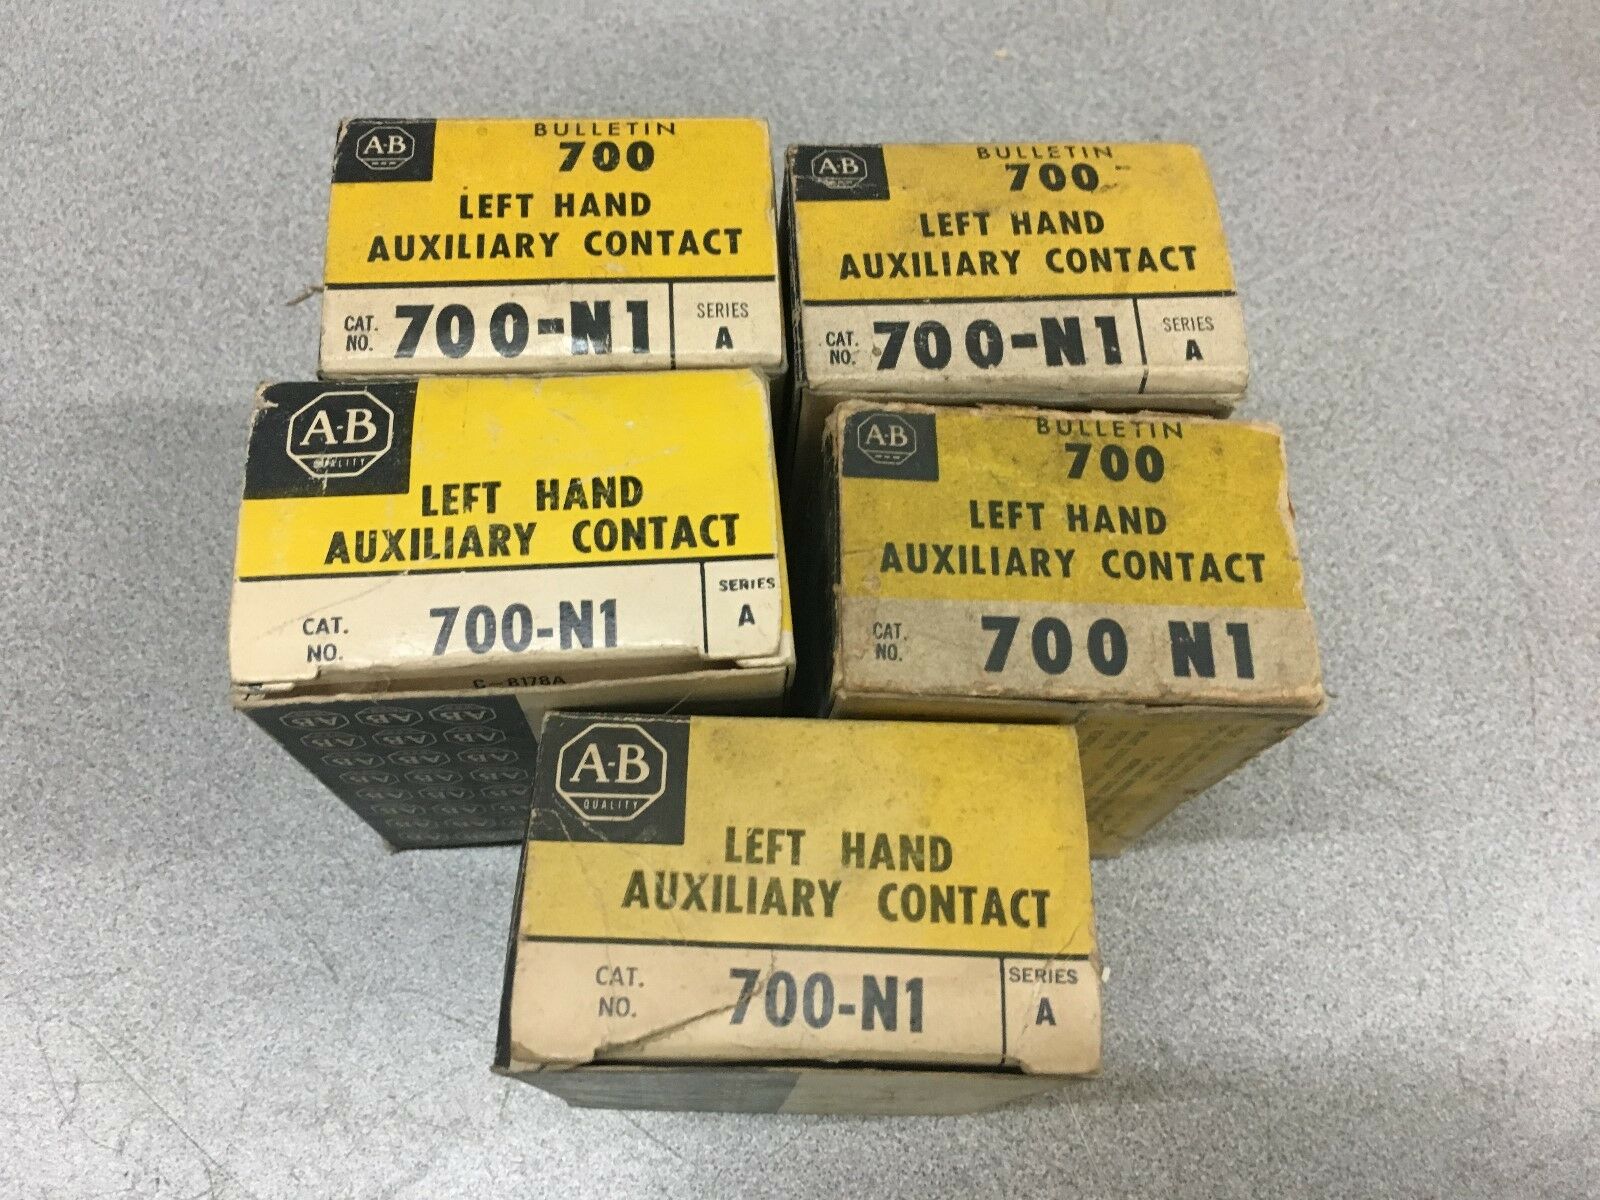 A-B
BULLETIN
700
LEFT HAND
AUXILIARY CONTACT
CAT.
NO.
700-N1
SERIES
A
A-B
BULLETIN
700
LEFT HAND
AUXILIARY CONTACT
CAT.
NO.
700-N1
SERIES
A
A-B
QUALITY
LEFT HAND
AUXILIARY CONTACT
CAT.
NO.
700-N1
SERIES
A
C-8178A
A-B
BULLETIN
700
LEFT HAND
AUXILIARY CONTACT
CAT.
NO.
700 N1
A-B
QUALITY
LEFT HAND
AUXILIARY CONTACT
CAT.
NO.
700-N1
SERIES
A